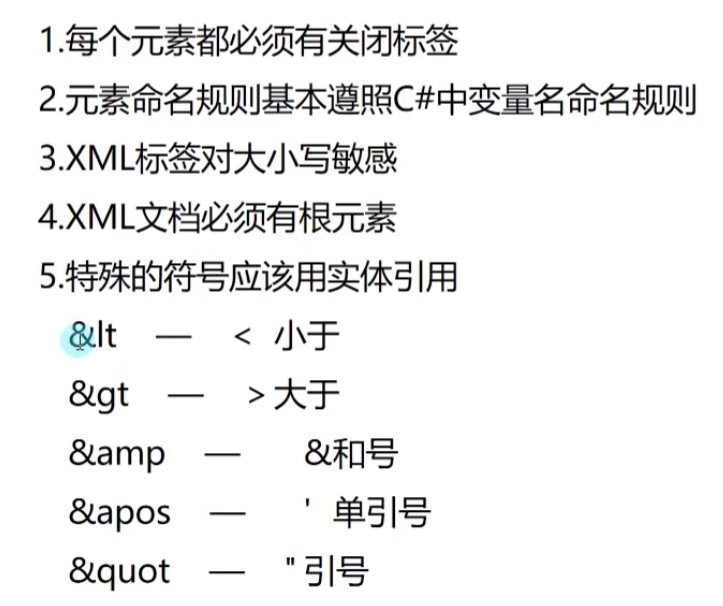 1.每个元素都必须有关闭标签
2.元素命名规则基本遵照C#中变量名命名规则
3.XML标签对大小写敏感
4.XML文档必须有根元素
5.特殊的符号应该用实体引用
&lt — < 小于
&gt — >大于
&amp — &和号
&apos — ' 单引号
&quot — "引号